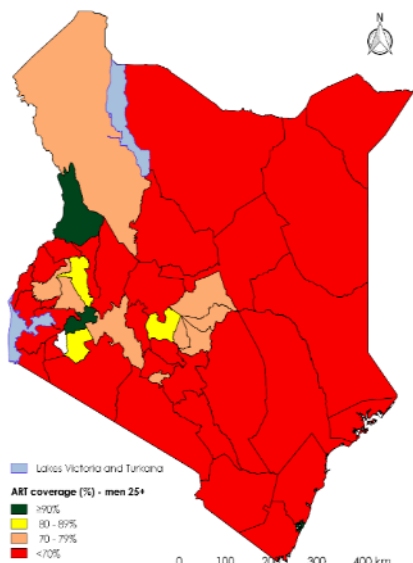 N
Lakes Victoria and Turkana
ART coverage (%) - men 25+
≥90%
80 - 89%
70 - 79%
<70%
0 100 200 300 400 km